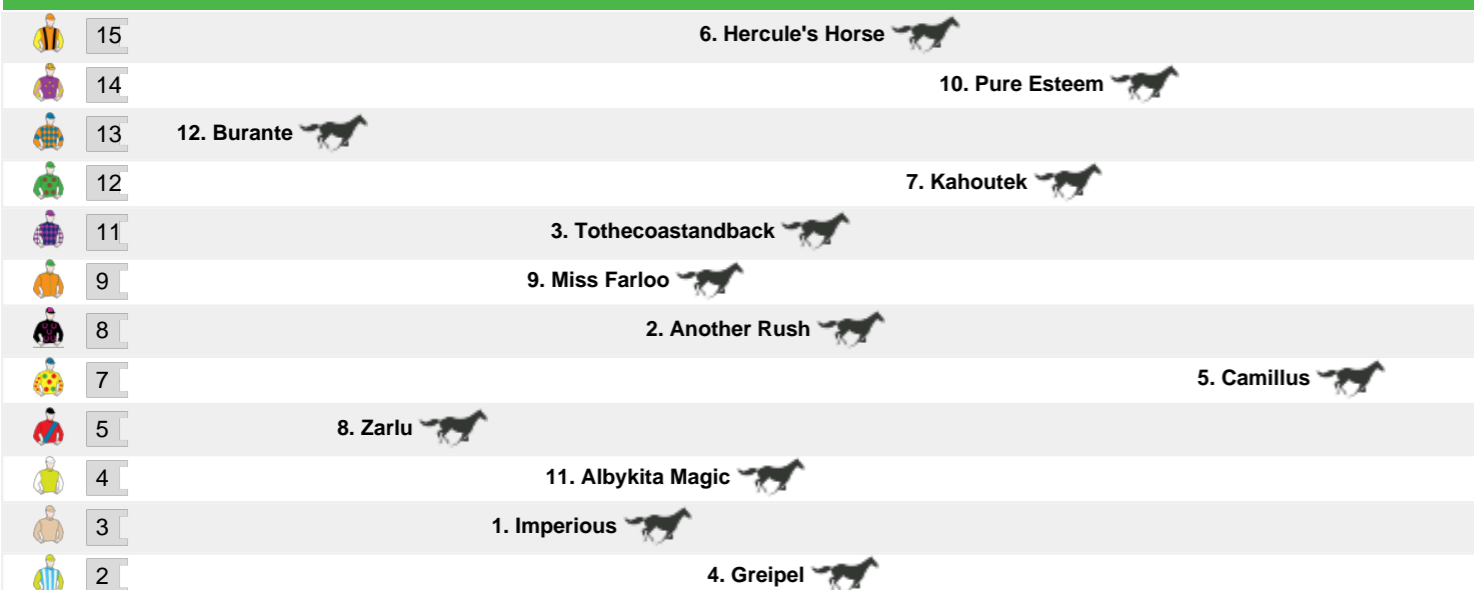 15 6. Hercule's Horse
14 10. Pure Esteem
13 12. Burante
12 7. Kahoutek
11 3. Tothecoastandback
9 9. Miss Farloo
8 2. Another Rush
7 5. Camillus
5 8. Zarlu
4 11. Albykita Magic
3 1. Imperious
2 4. Greipel